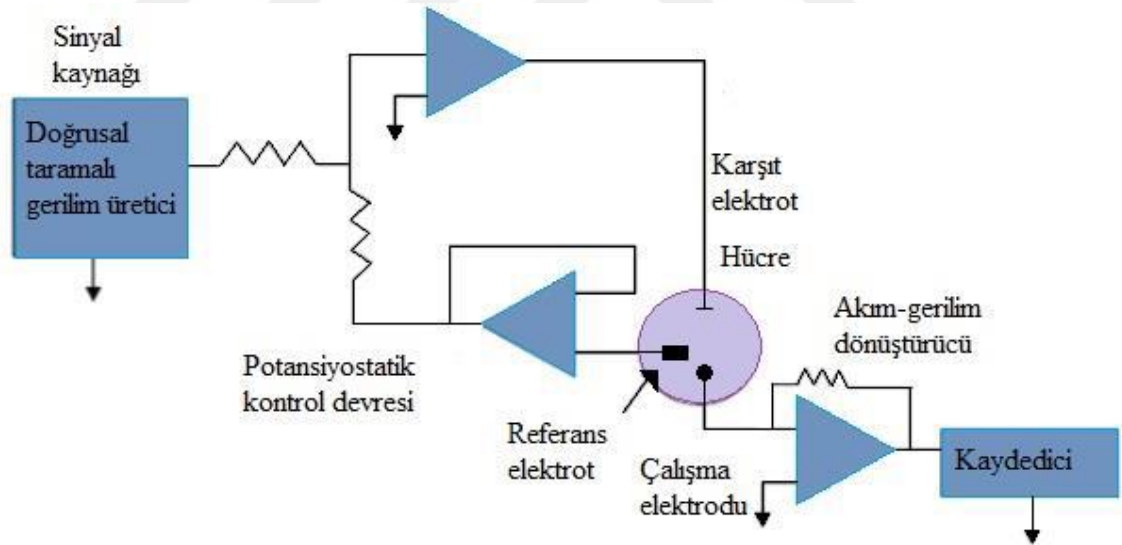 Sinyal
kaynağı
Doğrusal
taramalı
gerilim üretici
Karşıt
elektrot
Hücre
Akım-gerilim
dönüştürücü
Potansiyostatik
kontrol devresi
Referans
elektrot
Çalışma
elektrodu
Kaydedici